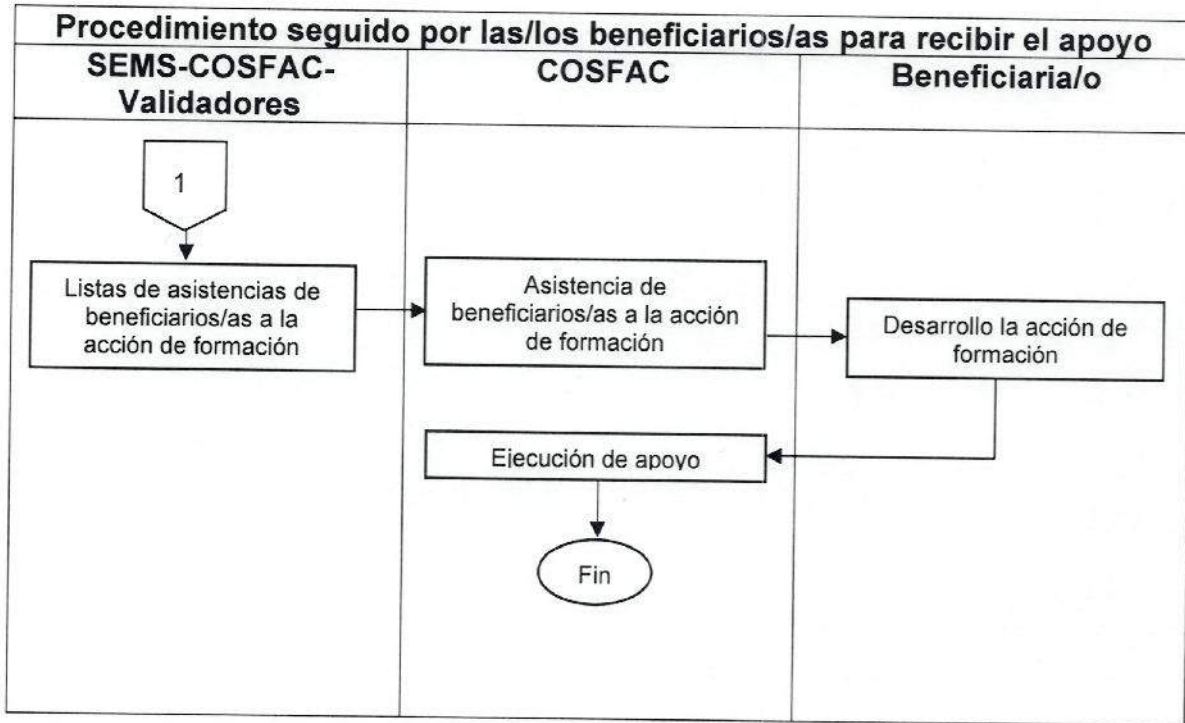 Procedimiento seguido por las/los beneficiarios/as para recibir el apoyo
SEMS-COSFAC-
Validadores
COSFAC
Beneficiaria/o
1
Listas de asistencias de
beneficiarios/as a la
acción de formación
Asistencia de
beneficiarios/as a la acción
de formación
Desarrollo la acción de
formación
Ejecución de apoyo
Fin